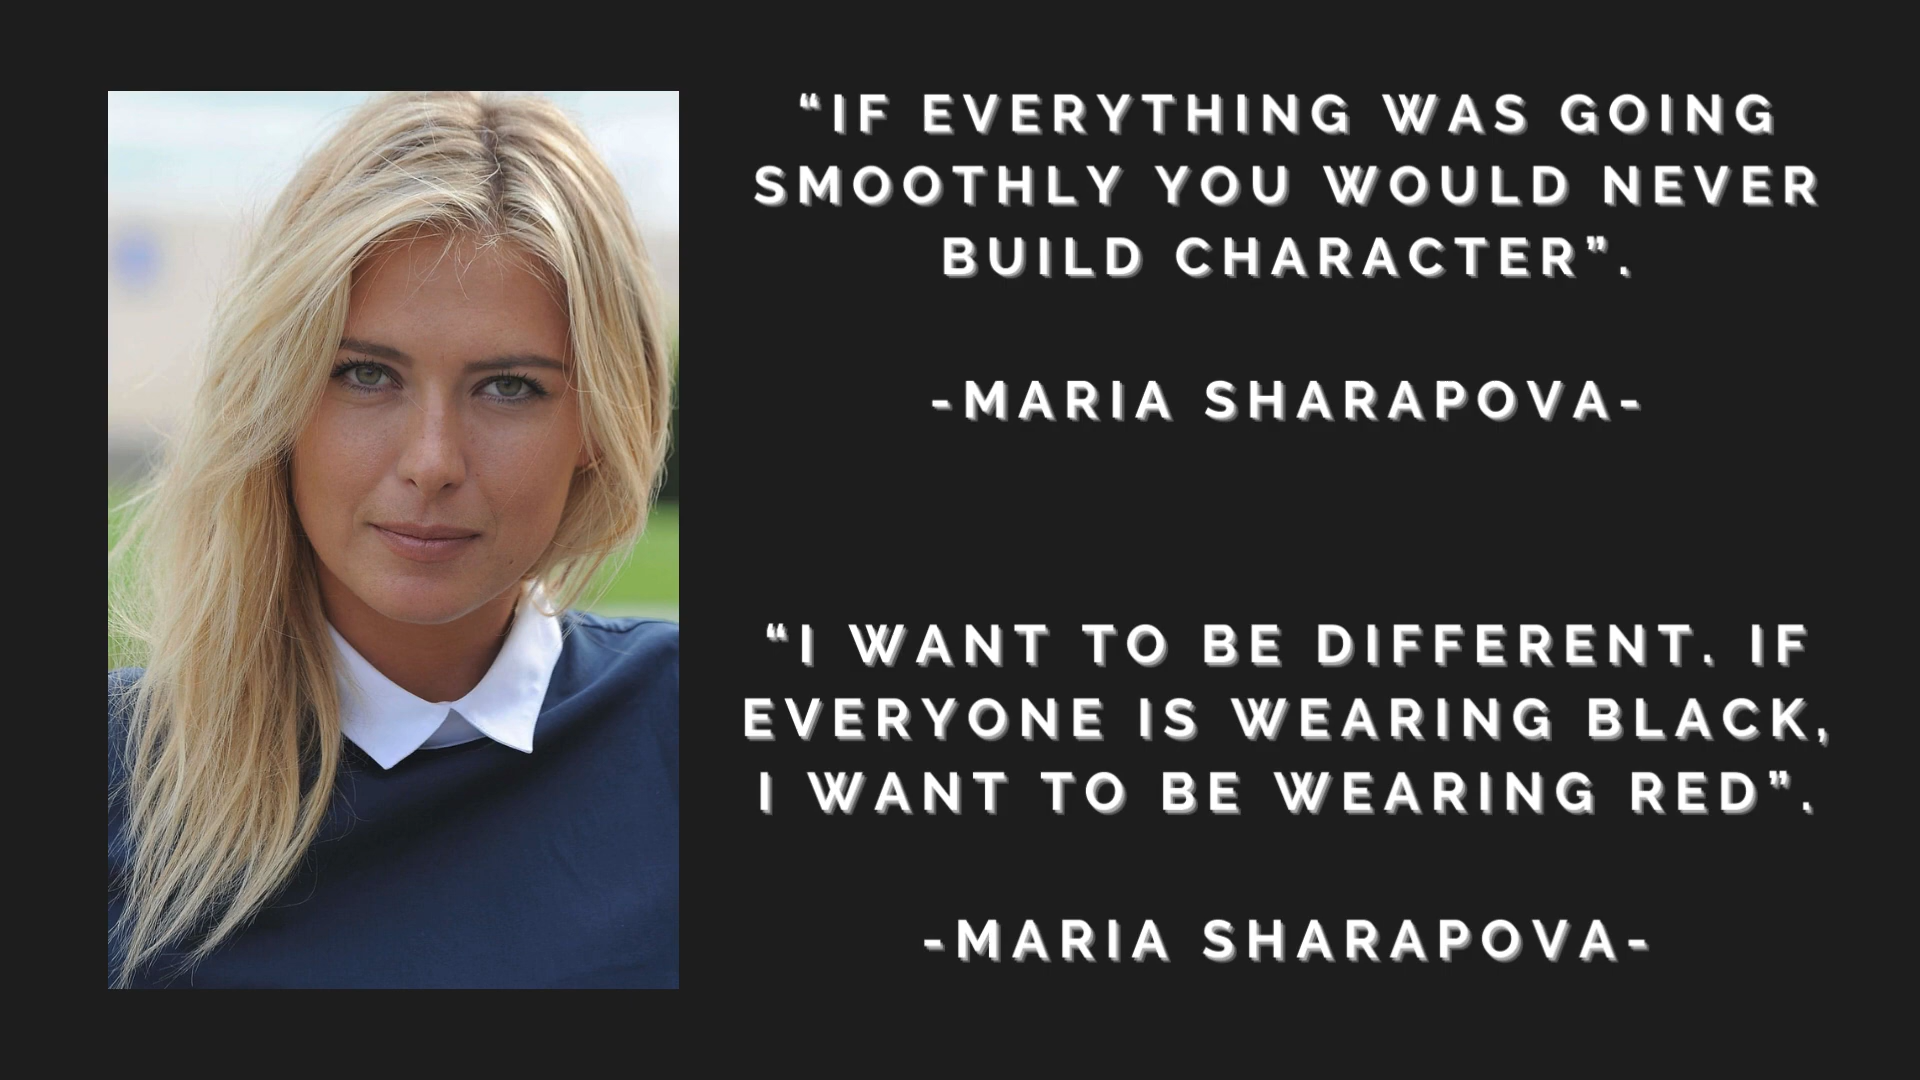 “IF EVERYTHING WAS GOING
SMOOTHLY YOU WOULD NEVER
BUILD CHARACTER”.
-MARIA SHARAPOVA-
“I WANT TO BE DIFFERENT. IF
EVERYONE IS WEARING BLACK,
I WANT TO BE WEARING RED”.
-MARIA SHARAPOVA-